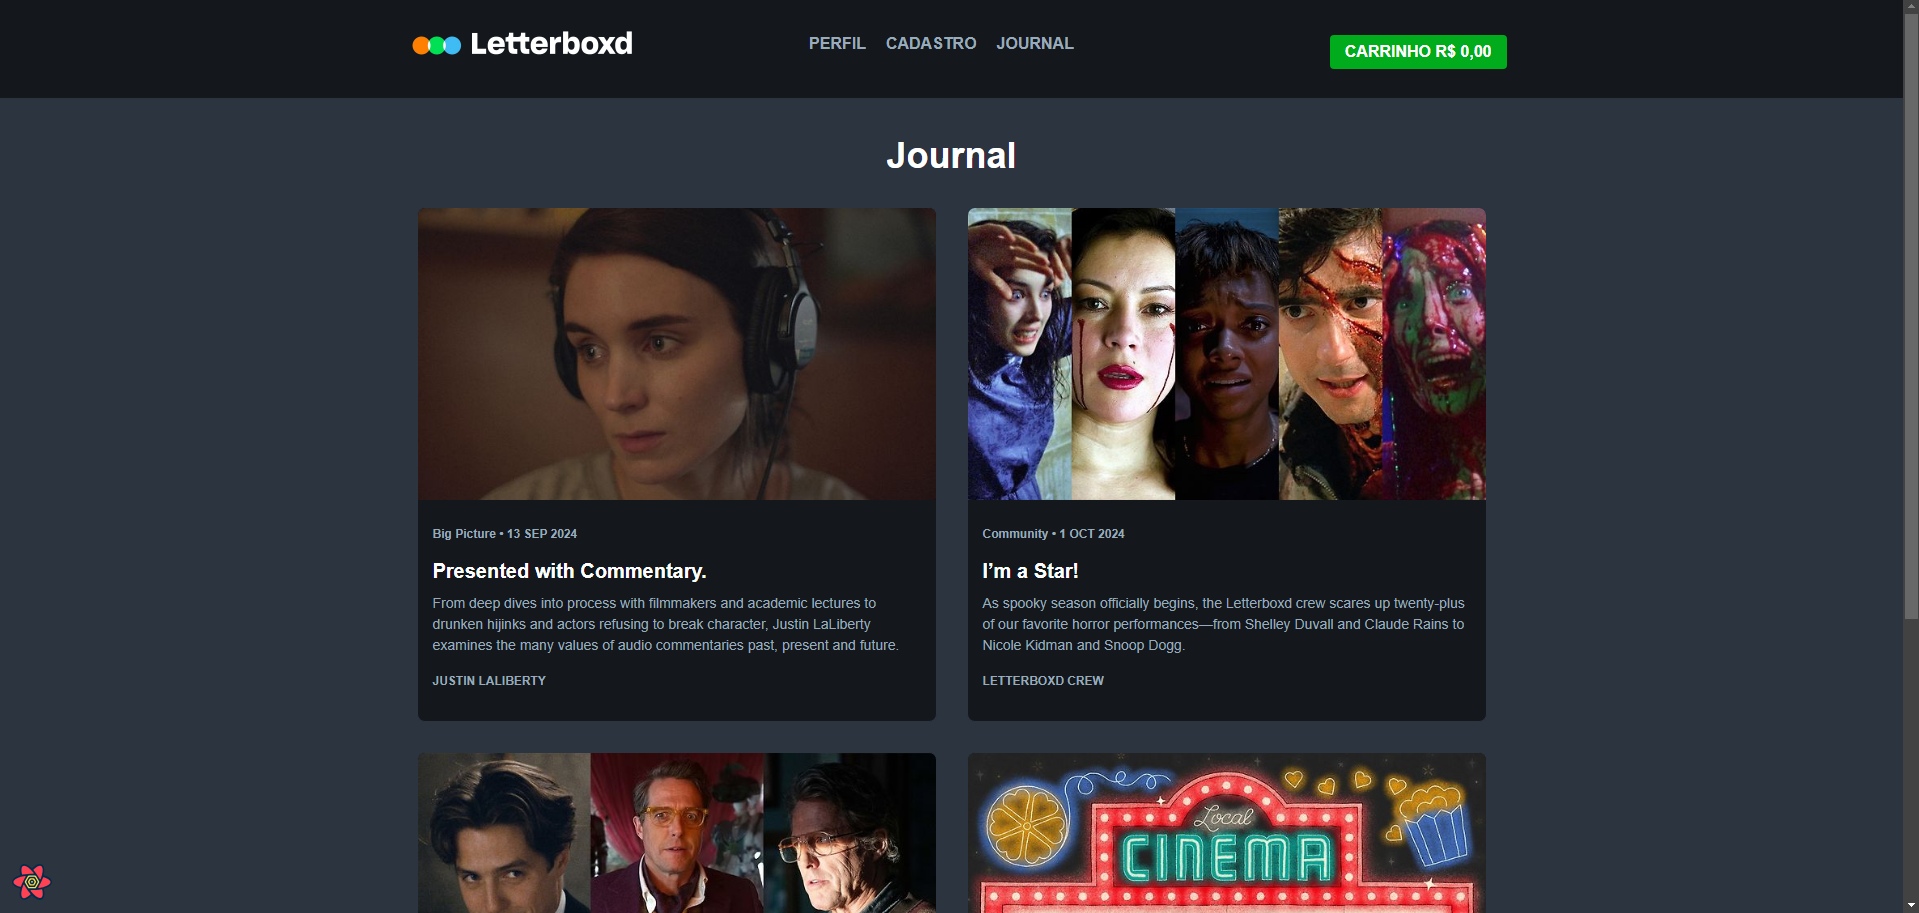 Letterboxd
PERFIL CADASTRO JOURNAL
CARRINHO R$ 0,00
Journal
Big Picture • 13 SEP 2024
Presented with Commentary.
From deep dives into process with filmmakers and academic lectures to
drunken hijinks and actors refusing to break character, Justin LaLiberty
examines the many values of audio commentaries past, present and future.
JUSTIN LALIBERTY
Community • 1 OCT 2024
I’m a Star!
As spooky season officially begins, the Letterboxd crew scares up twenty-plus
of our favorite horror performances—from Shelley Duvall and Claude Rains to
Nicole Kidman and Snoop Dogg.
LETTERBOXD CREW
Local
CINEMA